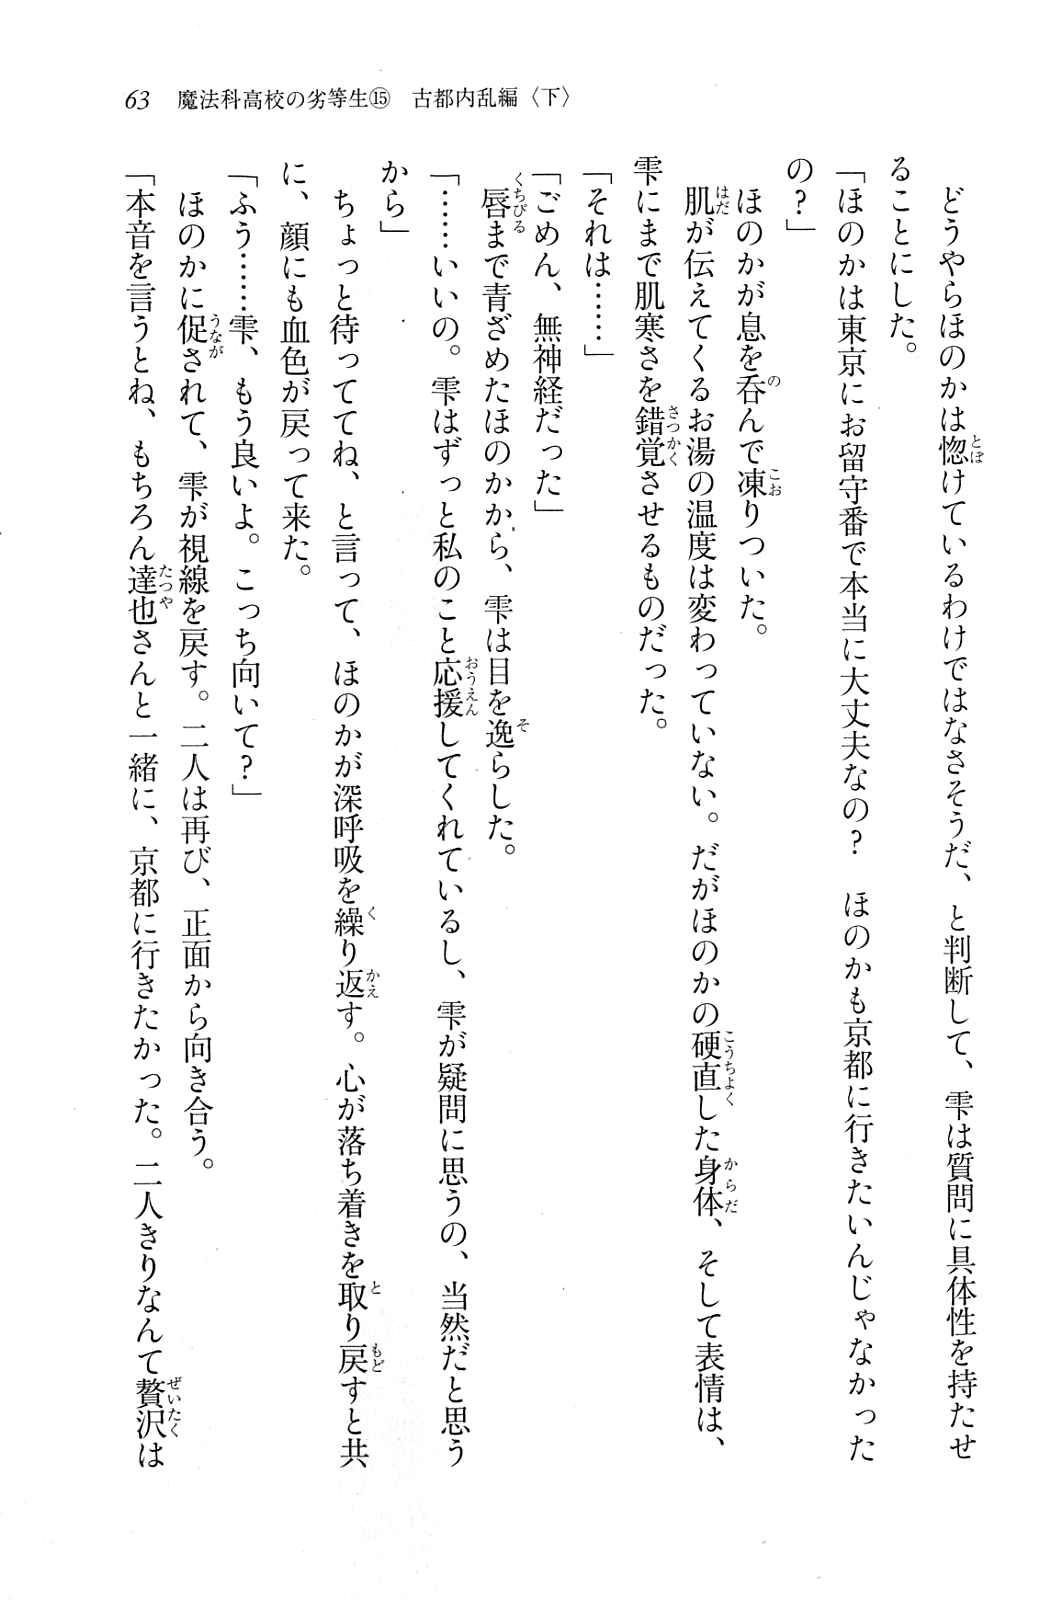 63 魔法科高校の劣等生⑮ 古都内乱編〈下〉
　どうやらほのかは惚けているわけではなさそうだ、と判断して、雫は質問に具体性を持たせ
ることにした。
「ほのかは東京にお留守番で本当に大丈夫なの？　ほのかも京都に行きたいんじゃなかった
の？」
　ほのかが息を呑んで凍りついた。
　肌が伝えてくるお湯の温度は変わっていない。だがほのかの硬直した身体、そして表情は、
雫にまで肌寒さを錯覚させるものだった。
「それは……」
「ごめん、無神経だった」
　唇まで青ざめたほのかから、雫は目を逸らした。
「……いいの。雫はずっと私のこと応援してくれているし、雫が疑問に思うの、当然だと思う
から」
　ちょっと待っててね、と言って、ほのかが深呼吸を繰り返す。心が落ち着きを取り戻すと共
に、顔にも血色が戻って来た。
「ふう……雫、もう良いよ。こっち向いて？」
　ほのかに促されて、雫が視線を戻す。二人は再び、正面から向き合う。
「本音を言うとね、もちろん達也さんと一緒に、京都に行きたかった。二人きりなんて贅沢は